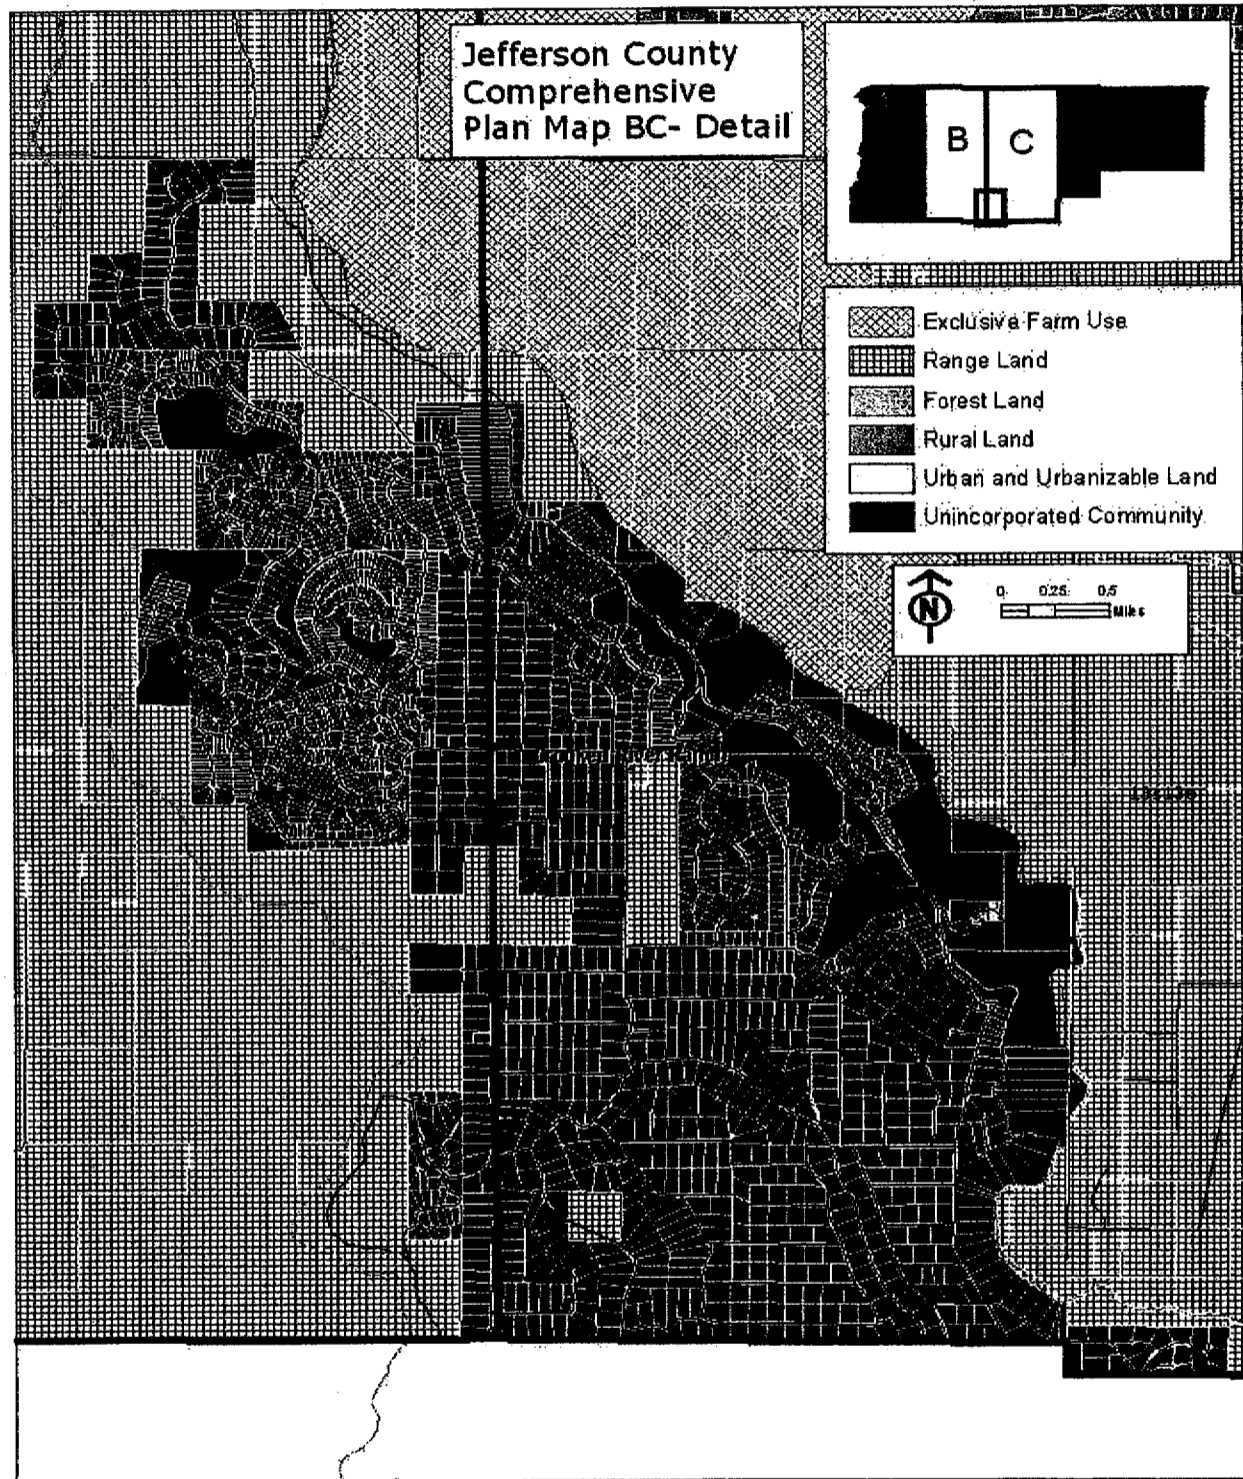 Jefferson County
Comprehensive
Plan Map BC- Detail
B C
Exclusive Farm Use
Range Land
Forest Land
Rural Land
Urban and Urbanizable Land
Unincorporated Community
N
0 0.25 0.5
Miles